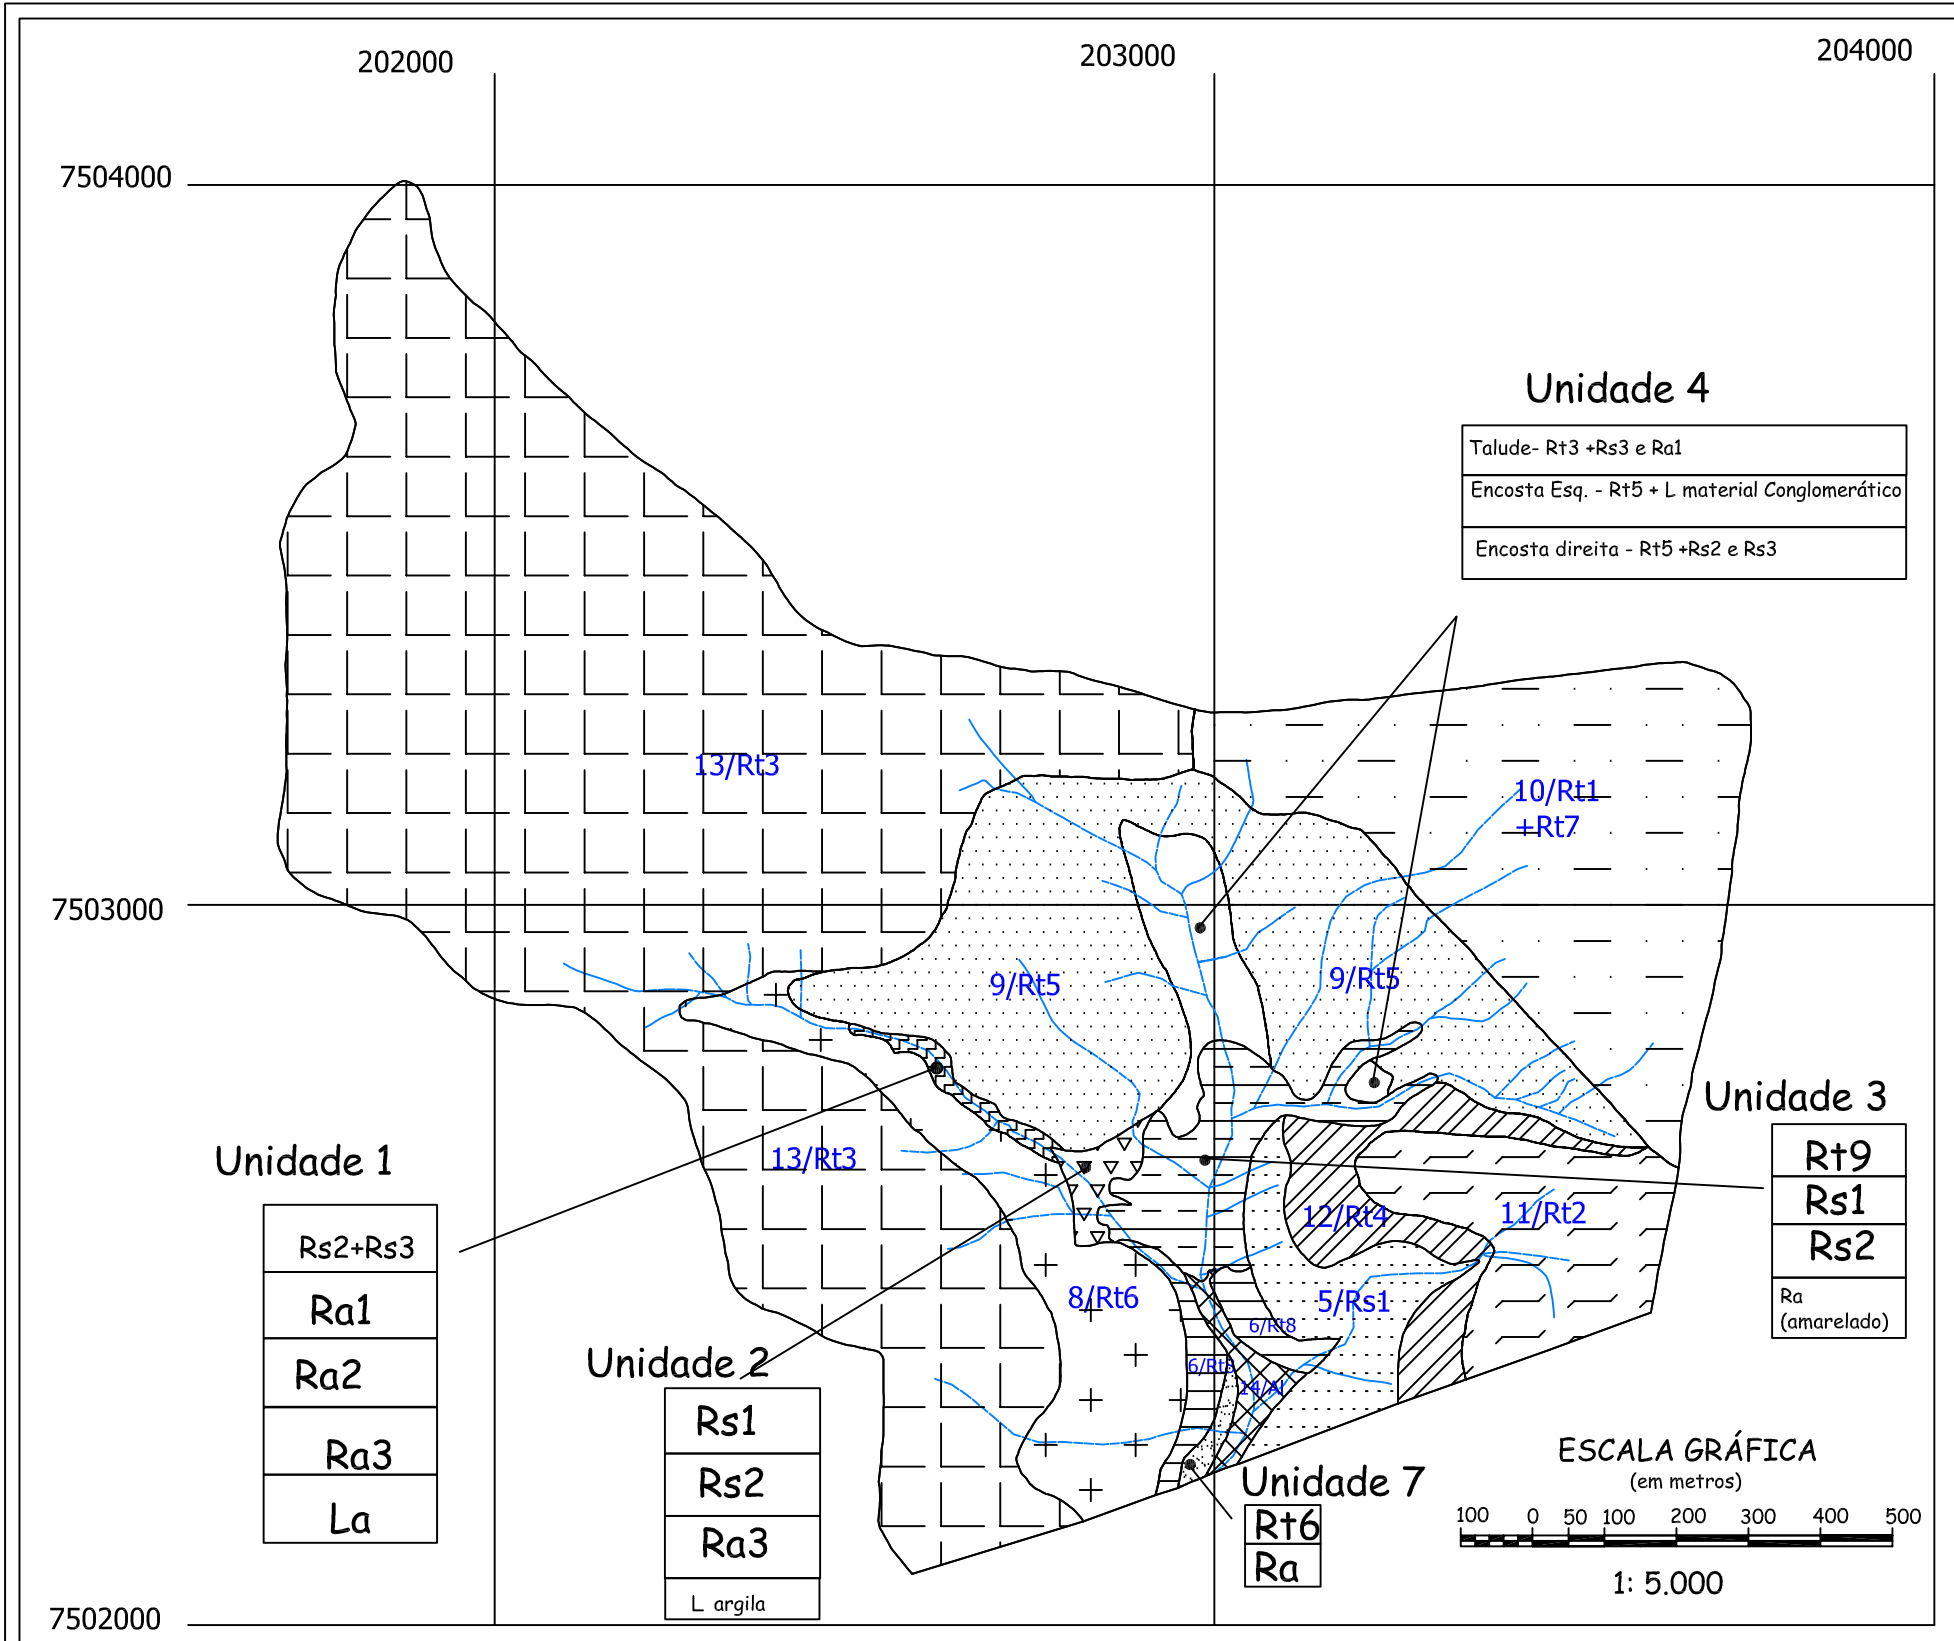 202000
203000
204000
7504000
Unidade 4
Talude- Rt3 +Rs3 e Ra1
Encosta Esq. - Rt5 + L material Conglomerático
Encosta direita - Rt5 +Rs2 e Rs3
13/Rt3
10/Rt1
+Rt7
7503000
9/Rt5
9/Rt5
Unidade 3
Rt9
Rs1
Rs2
Ra
(amarelado)
Unidade 1
Rs2+Rs3
Ra1
Ra2
Ra3
La
13/Rt3
12/Rt4
11/Rt2
8/Rt6
5/Rs1
6/Rt8
14/Al
Unidade 2
Rs1
Rs2
Ra3
L argila
Unidade 7
Rt6
Ra
ESCALA GRÁFICA
(em metros)
100 0 50 100 200 300 400 500
1: 5.000
7502000